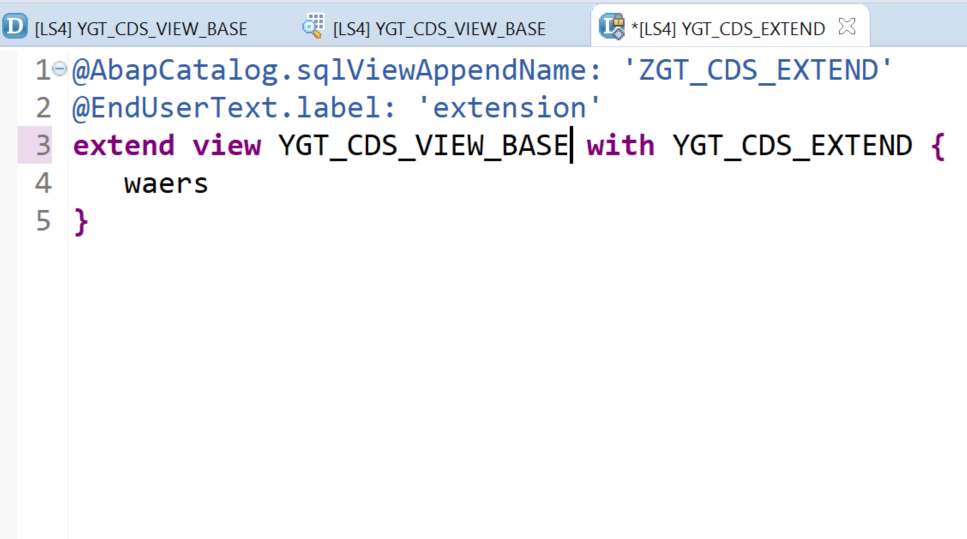 [LS4] YGT_CDS_VIEW_BASE [LS4] YGT_CDS_VIEW_BASE *[LS4] YGT_CDS_EXTEND
1 @AbapCatalog.sqlViewAppendName: 'ZGT_CDS_EXTEND'
2 @EndUserText.label: 'extension'
3 extend view YGT_CDS_VIEW_BASE with YGT_CDS_EXTEND {
4 waers
5 }